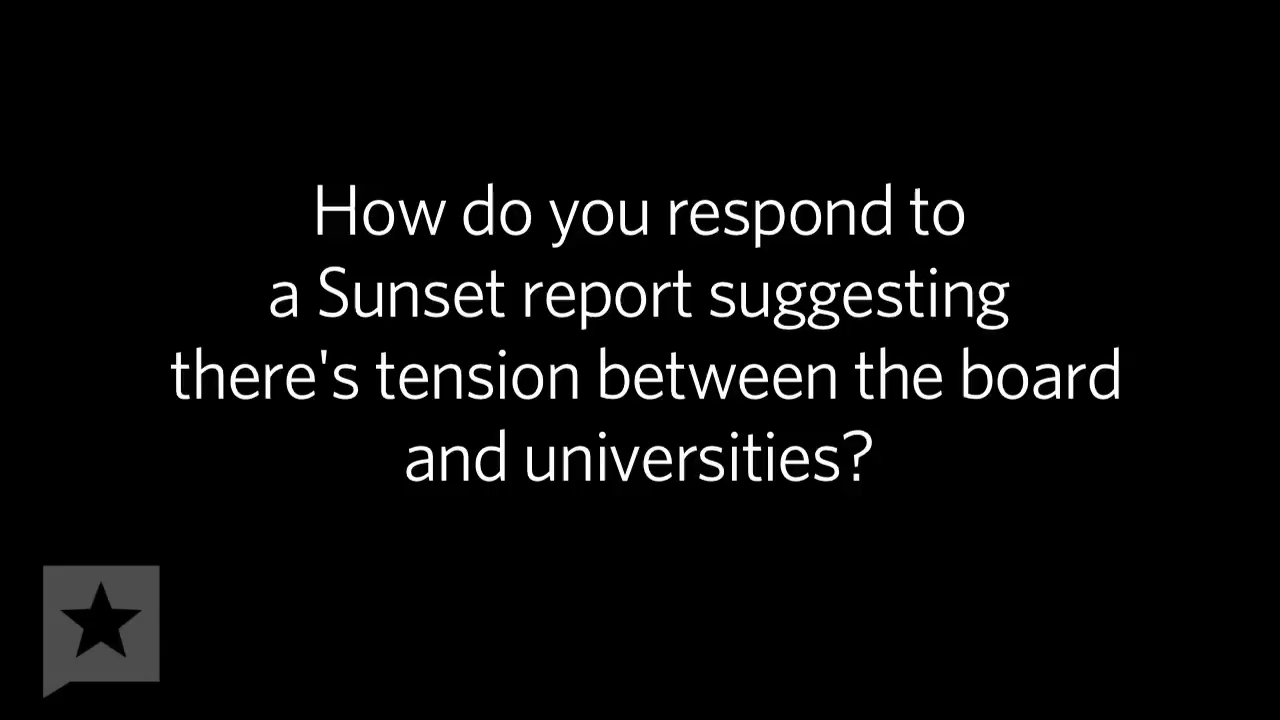 How do you respond to
a Sunset report suggesting
there's tension between the board
and universities?